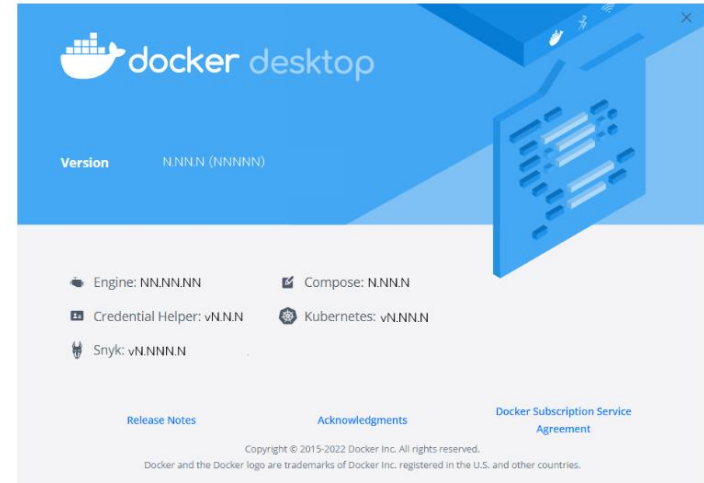 docker desktop
Version N.NN.N (NNNNN)
Engine: NN.NN.NN Compose: N.NN.N
Credential Helper: vN.N.N Kubernetes: vN.NN.N
Snyk: vN.NNN.N
Release Notes Acknowledgments Docker Subscription Service
Agreement
Copyright © 2015-2022 Docker Inc. All rights reserved.
Docker and the Docker logo are trademarks of Docker Inc. registered in the U.S. and other countries.